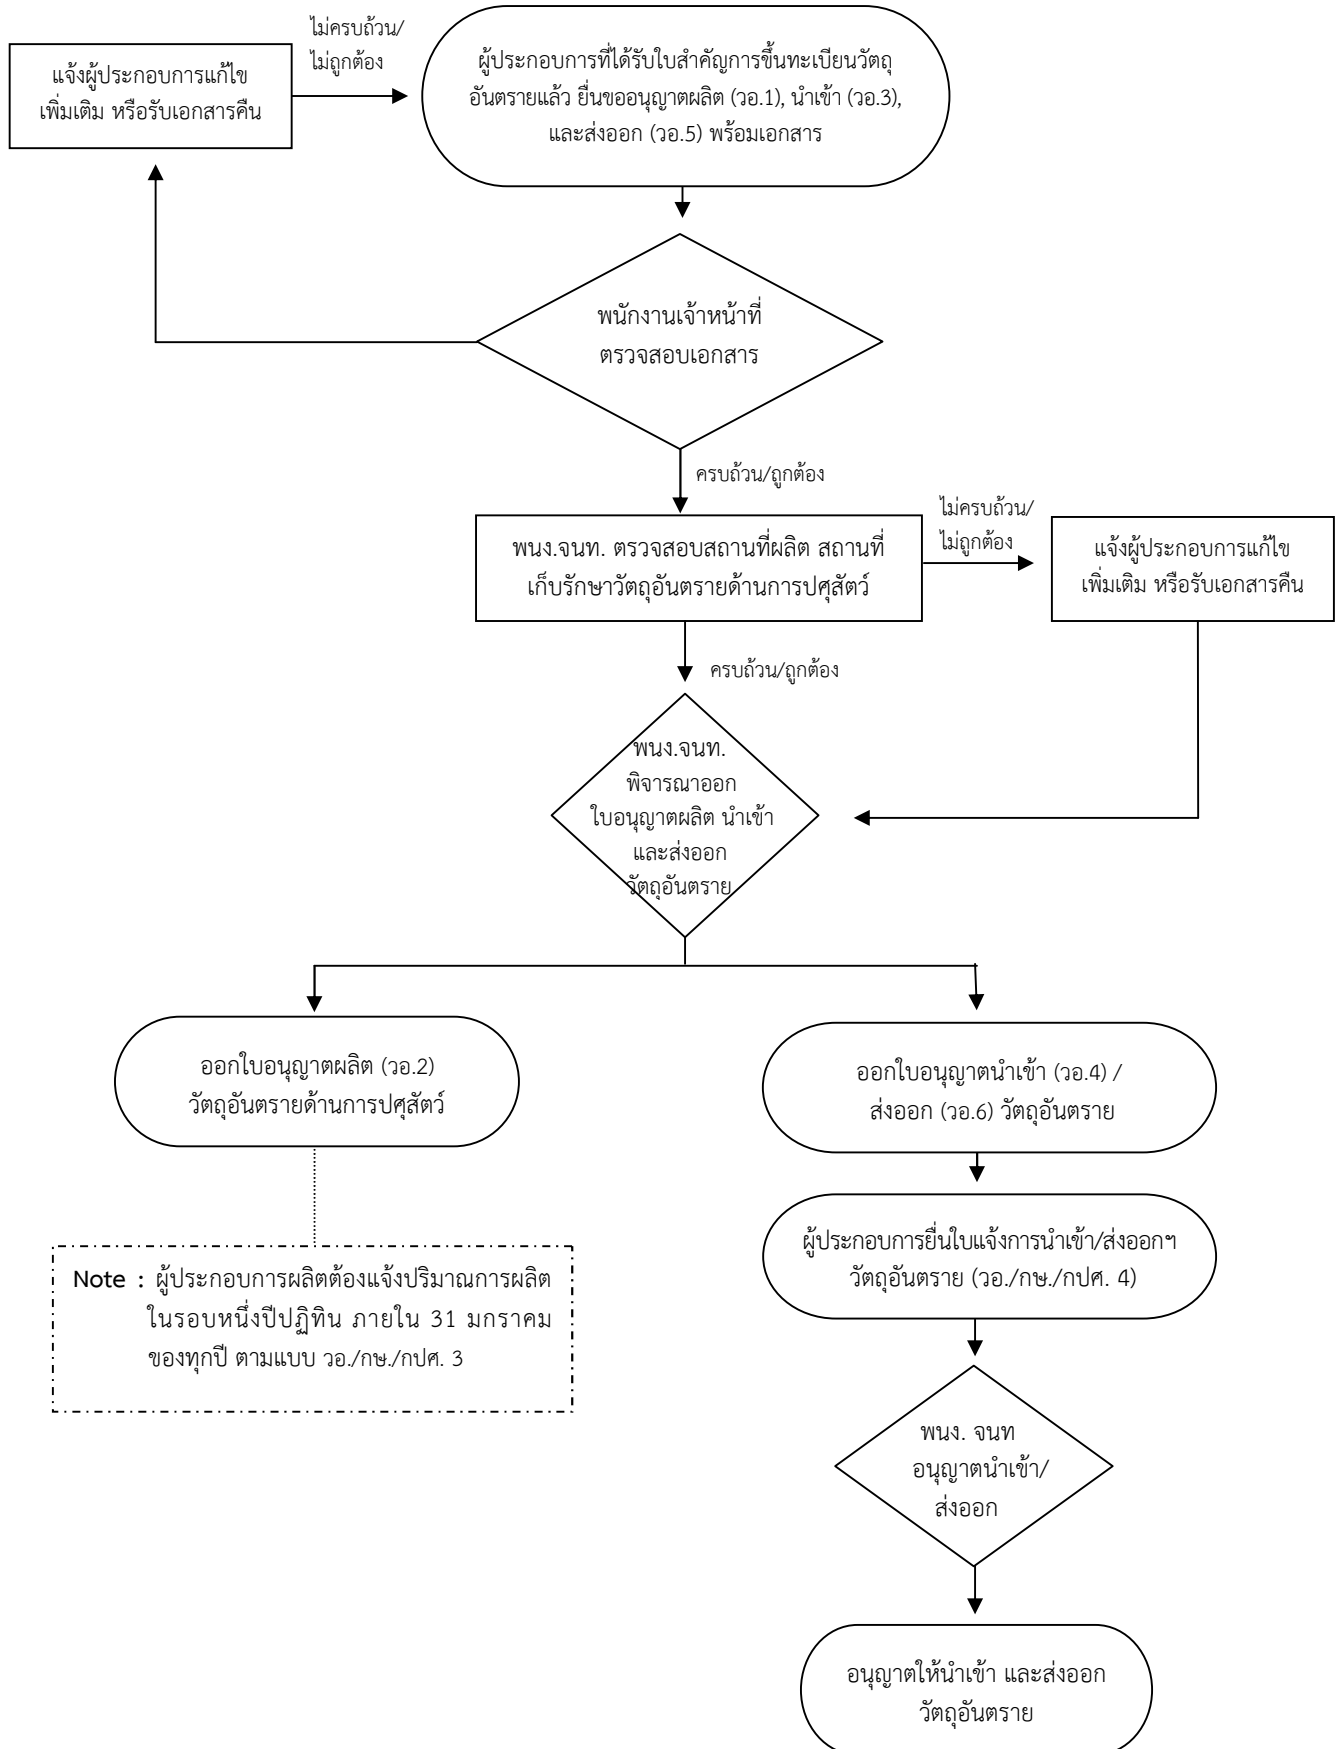 ไม่ครบถ้วน/
ไม่ถูกต้อง
แจ้งผู้ประกอบการแก้ไข
เพิ่มเติม หรือรับเอกสารคืน
ผู้ประกอบการที่ได้รับใบสำคัญการขึ้นทะเบียนวัตถุ
อันตรายแล้ว ยื่นขออนุญาตผลิต (วอ.1), นำเข้า (วอ.3),
และส่งออก (วอ.5) พร้อมเอกสาร
พนักงานเจ้าหน้าที่
ตรวจสอบเอกสาร
ครบถ้วน/ถูกต้อง
พนง.จนท. ตรวจสอบสถานที่ผลิต สถานที่
เก็บรักษาวัตถุอันตรายด้านการปศุสัตว์
ไม่ครบถ้วน/
ไม่ถูกต้อง
แจ้งผู้ประกอบการแก้ไข
เพิ่มเติม หรือรับเอกสารคืน
ครบถ้วน/ถูกต้อง
พนง.จนท.
พิจารณาออก
ใบอนุญาตผลิต นำเข้า
และส่งออก
วัตถุอันตราย
ออกใบอนุญาตผลิต (วอ.2)
วัตถุอันตรายด้านการปศุสัตว์
ออกใบอนุญาตนำเข้า (วอ.4) /
ส่งออก (วอ.6) วัตถุอันตราย
ผู้ประกอบการยื่นใบแจ้งการนำเข้า/ส่งออกฯ
วัตถุอันตราย (วอ./กษ./กปศ. 4)
Note : ผู้ประกอบการผลิตต้องแจ้งปริมาณการผลิต
ในรอบหนึ่งปีปฏิทิน ภายใน 31 มกราคม
ของทุกปี ตามแบบ วอ./กษ./กปศ. 3
พนง. จนท
อนุญาตนำเข้า/
ส่งออก
อนุญาตให้นำเข้า และส่งออก
วัตถุอันตราย